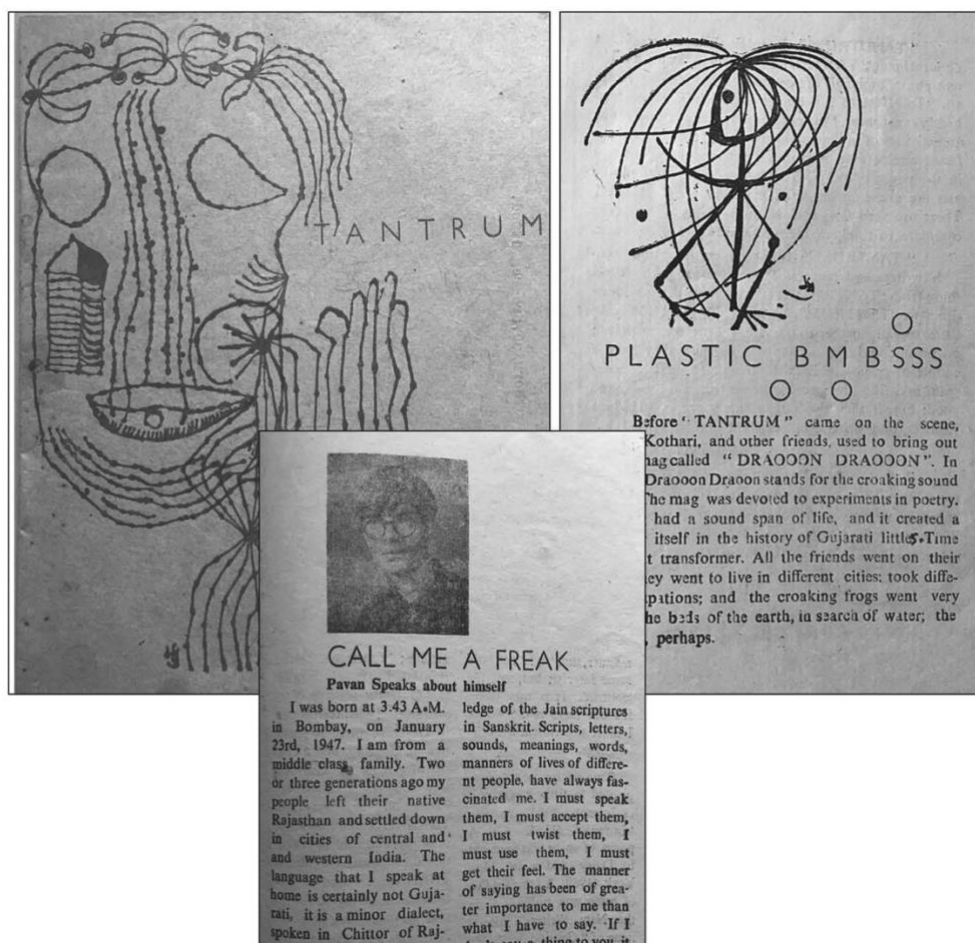 TANTRUM
PLASTIC B M B SSS
Before "TANTRUM" came on the scene,
Kothari, and other friends, used to bring out
mag called "DRAOOON DRAOOON". In
Draooon Draoon stands for the croaking sound
The mag was devoted to experiments in poetry.
had a sound span of life, and it created a
itself in the history of Gujarati littles. Time
transformer. All the friends went on their
went to live in different cities; took diffe-
and the croaking frogs went very
beds of the earth, in search of water; the
perhaps.
CALL ME A FREAK
Pavan Speaks about himself
I was born at 3:43 A.M.
in Bombay, on January
23rd, 1947. I am from a
middle class family. Two
or three generations ago my
people left their native
Rajasthan and settled down
in cities of central and
and western India. The
language that I speak at
home is certainly not Guja-
rati, it is a minor dialect,
spoken in Chittor of Raj-
ledge of the Jain scriptures
in Sanskrit. Scripts, letters,
sounds, meanings, words,
manners of lives of differe-
nt people, have always fas-
cinated me. I must speak
them, I must accept them,
I must twist them, I
must use them, I must
get their feel. The manner
of saying has been of grea-
ter importance to me than
what I have to say. If I